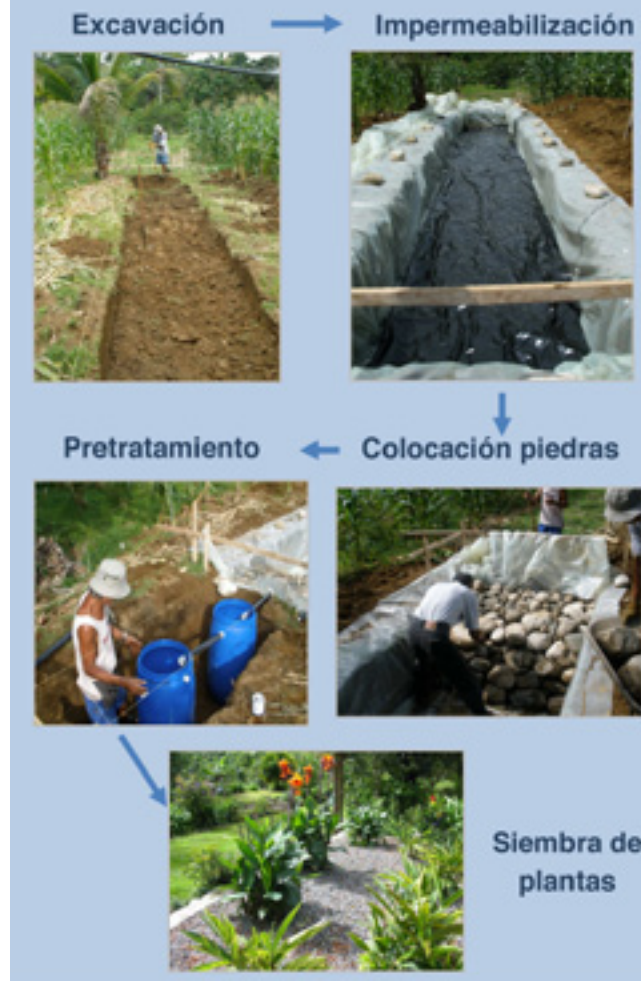 Excavación
Impermeabilización
Colocación piedras
Pretratamiento
Siembra de
plantas